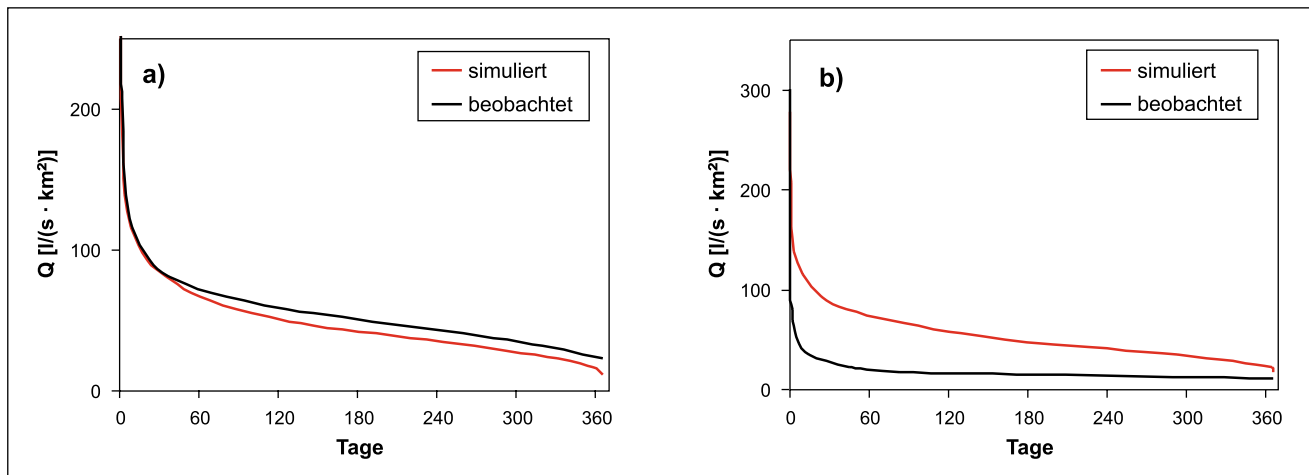 a)
simuliert
beobachtet
Q [l/(s · km²)]
200
100
0
0 60 120 180 240 300 360
Tage
b)
simuliert
beobachtet
Q [l/(s · km²)]
300
200
100
0
0 60 120 180 240 300 360
Tage